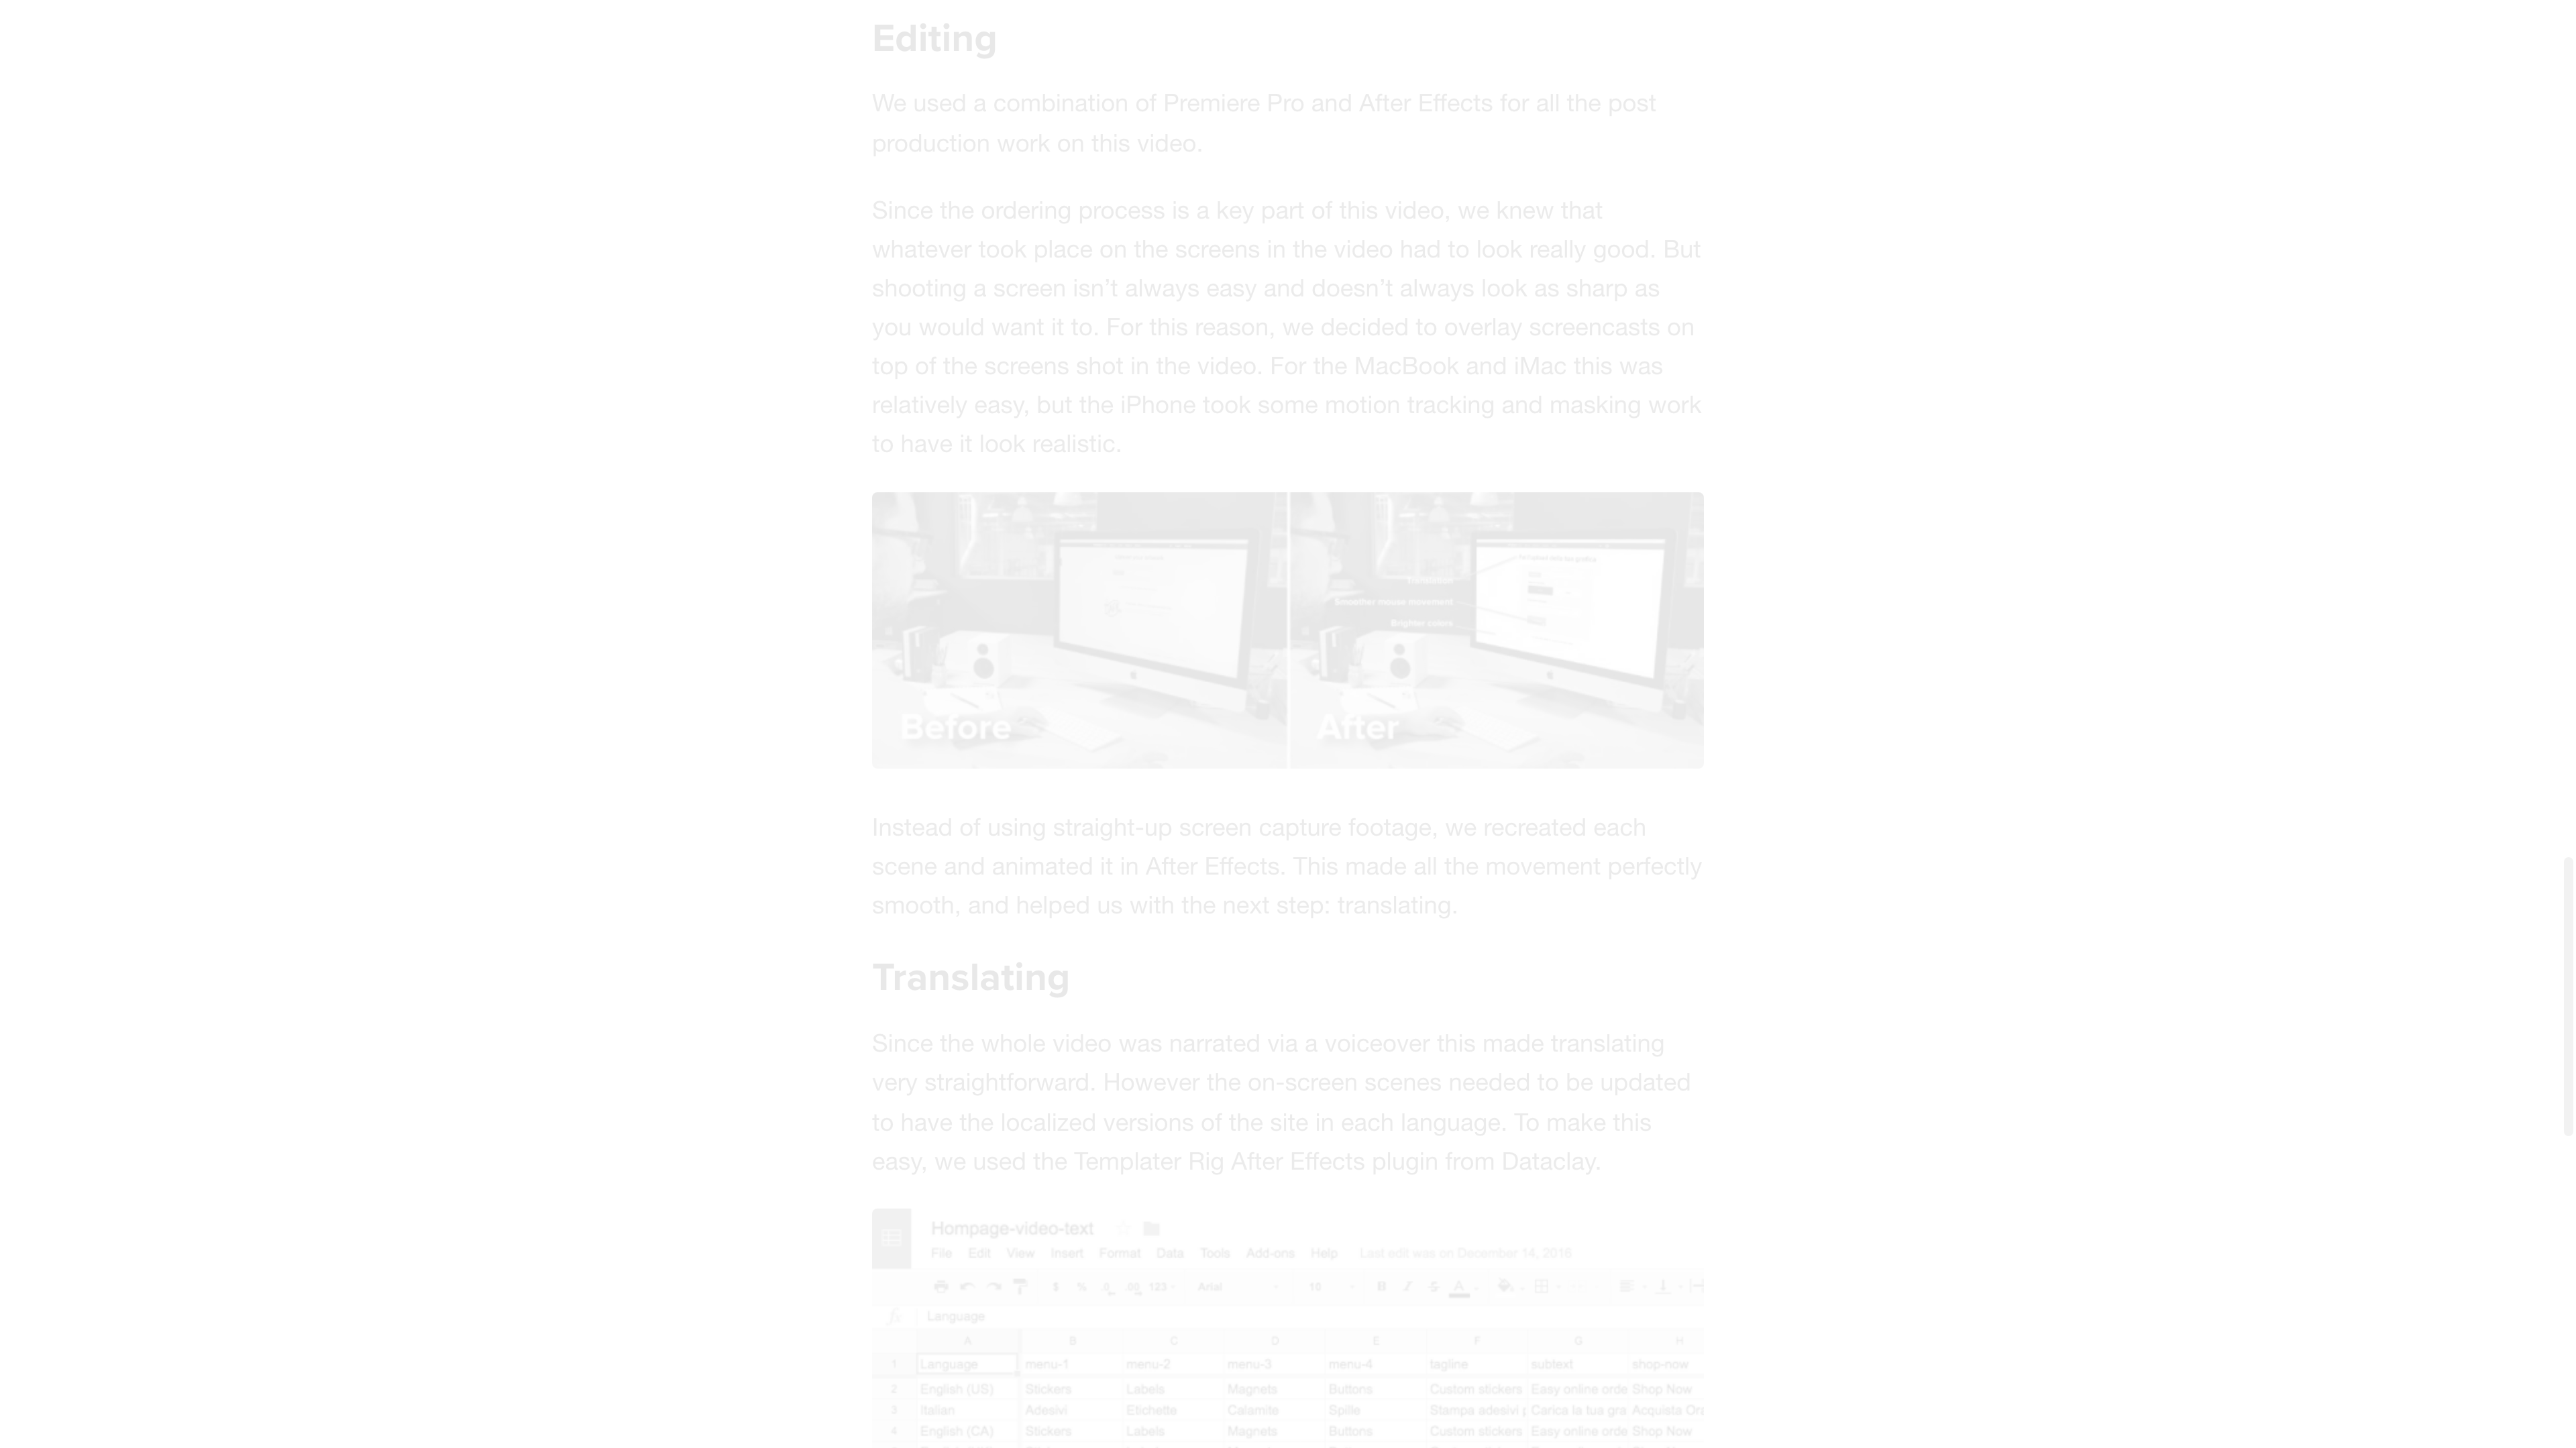 Editing
We used a combination of Premiere Pro and After Effects for all the post
production work on this video.
Since the ordering process is a key part of this video, we knew that
whatever took place on the screens in the video had to look really good. But
shooting a screen isn’t always easy and doesn’t always look as sharp as
you would want it to. For this reason, we decided to overlay screencasts on
top of the screens shot in the video. For the MacBook and iMac this was
relatively easy, but the iPhone took some motion tracking and masking work
to have it look realistic.
Smoother mouse movement
Brighter colors
Before
After
Instead of using straight-up screen capture footage, we recreated each
scene and animated it in After Effects. This made all the movement perfectly
smooth, and helped us with the next step: translating.
Translating
Since the whole video was narrated via a voiceover this made translating
very straightforward. However the on-screen scenes needed to be updated
to have the localized versions of the site in each language. To make this
easy, we used the Templater Rig After Effects plugin from Dataclay.
Hompage-video-text
File Edit View Insert Format Data Tools Add-ons Help Last edit was on December 14, 2016
$ % .0 .00 123 Arial 10 B I S A
fx Language
A B C D E F G H
1 Language menu-1 menu-2 menu-3 menu-4 tagline subtext shop-now
2 English (US) Stickers Labels Magnets Buttons Custom stickers Easy online orde Shop Now
3 Italian Adesivi Etichette Calamite Spille Stampa adesivi p Carica la tua gra Acquista Ora
4 English (CA) Stickers Labels Magnets Buttons Custom stickers Easy online orde Shop Now